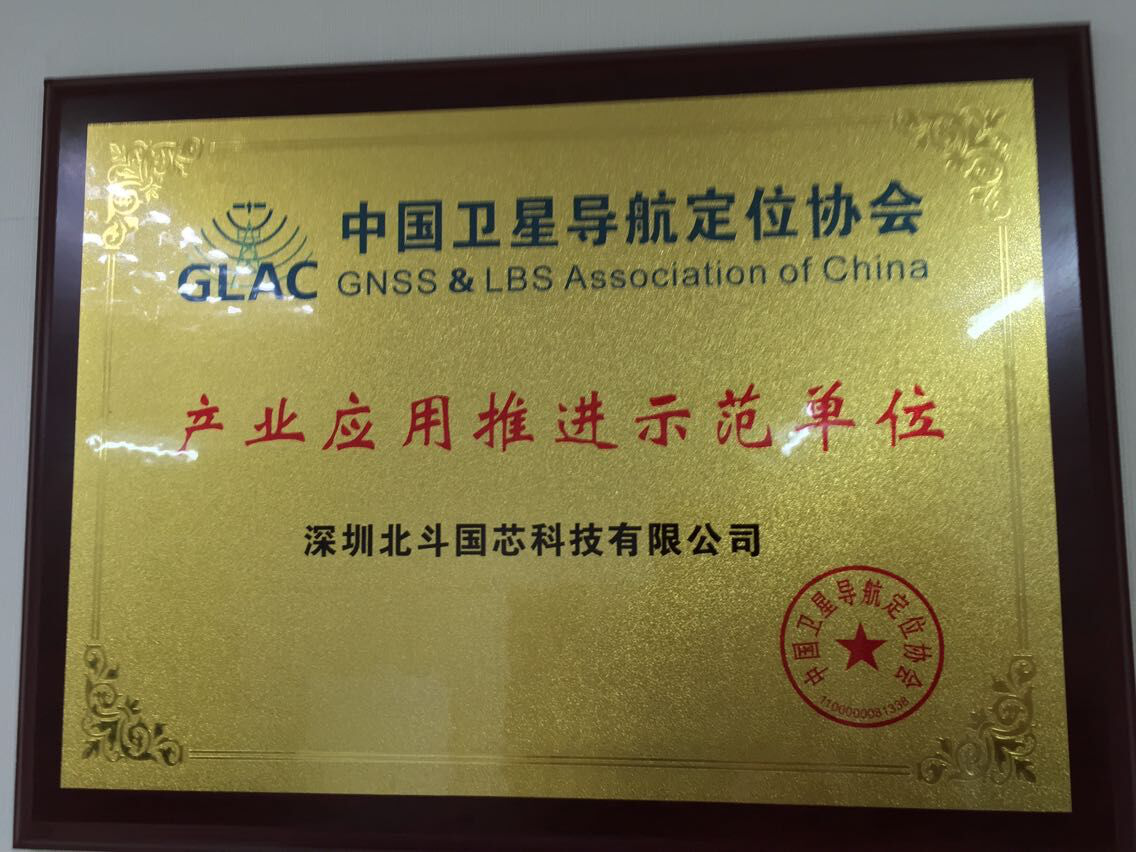 中国卫星导航定位协会
GLAC GNSS & LBS Association of China
产业应用推进示范单位
深圳北斗国芯科技有限公司
中国卫星导航定位协会
1100000081338